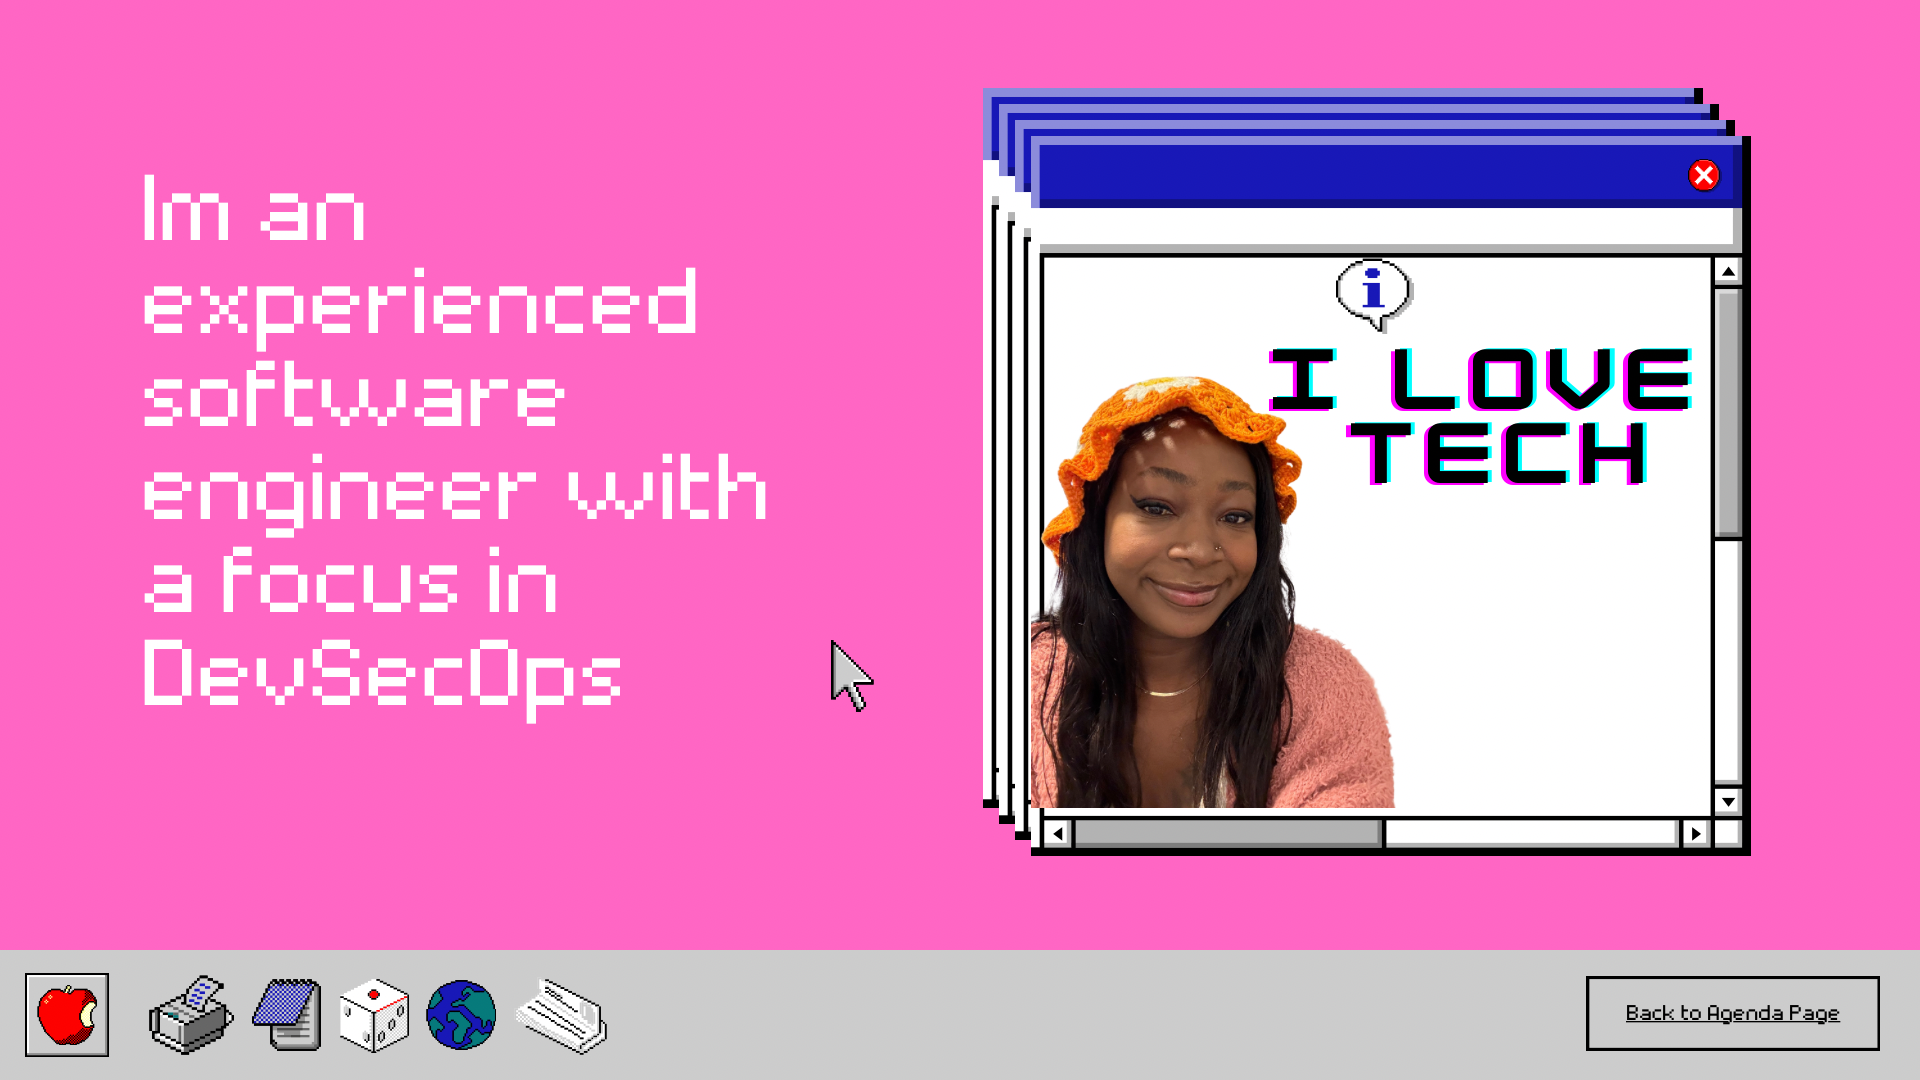 Im an
experienced
software
engineer with
a focus in
DevSecOps
i
I LOVE
TECH
Back to Agenda Page